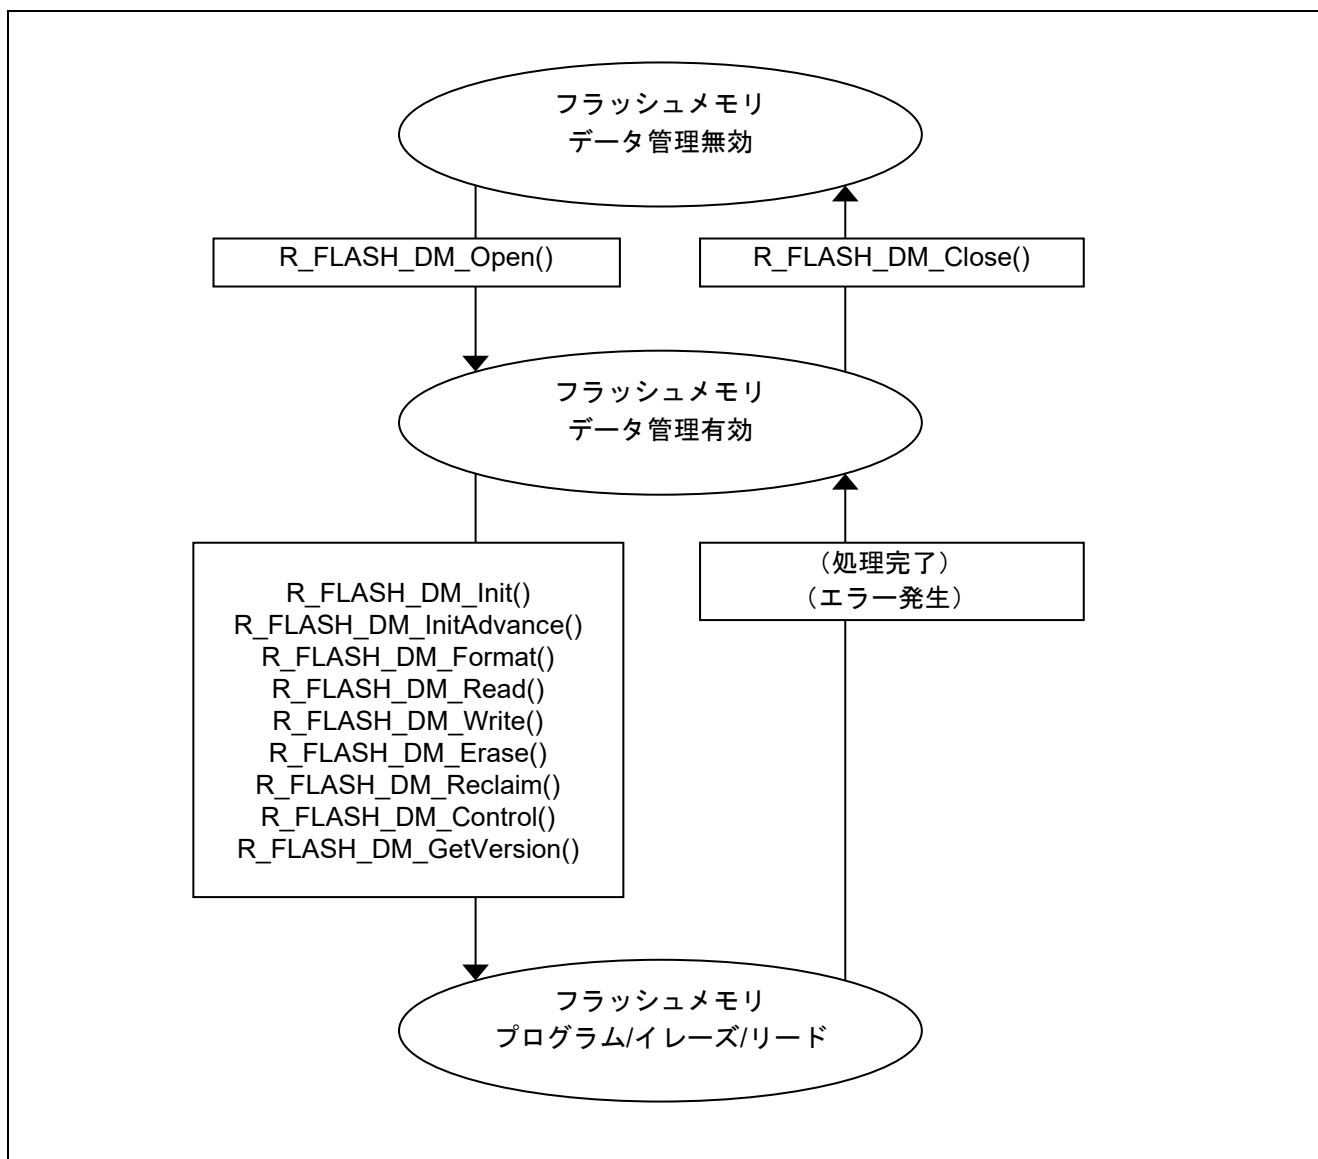 フラッシュメモリ
データ管理無効
R_FLASH_DM_Open()
R_FLASH_DM_Close()
フラッシュメモリ
データ管理有効
R_FLASH_DM_Init()
R_FLASH_DM_InitAdvance()
R_FLASH_DM_Format()
R_FLASH_DM_Read()
R_FLASH_DM_Write()
R_FLASH_DM_Erase()
R_FLASH_DM_Reclaim()
R_FLASH_DM_Control()
R_FLASH_DM_GetVersion()
（処理完了）
（エラー発生）
フラッシュメモリ
プログラム/イレーズ/リード